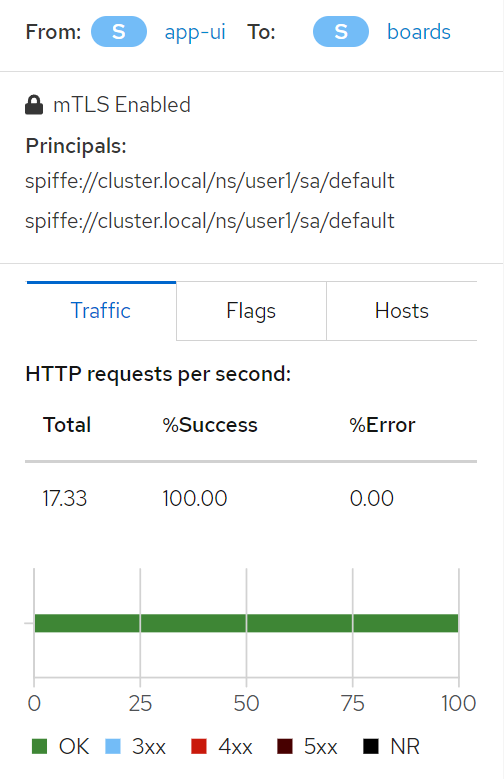 From: S app-ui To: S boards
mTLS Enabled
Principals:
spiffe://cluster.local/ns/user1/sa/default
spiffe://cluster.local/ns/user1/sa/default
Traffic Flags Hosts
HTTP requests per second:
Total %Success %Error
17.33 100.00 0.00
0 25 50 75 100
OK 3xx 4xx 5xx NR